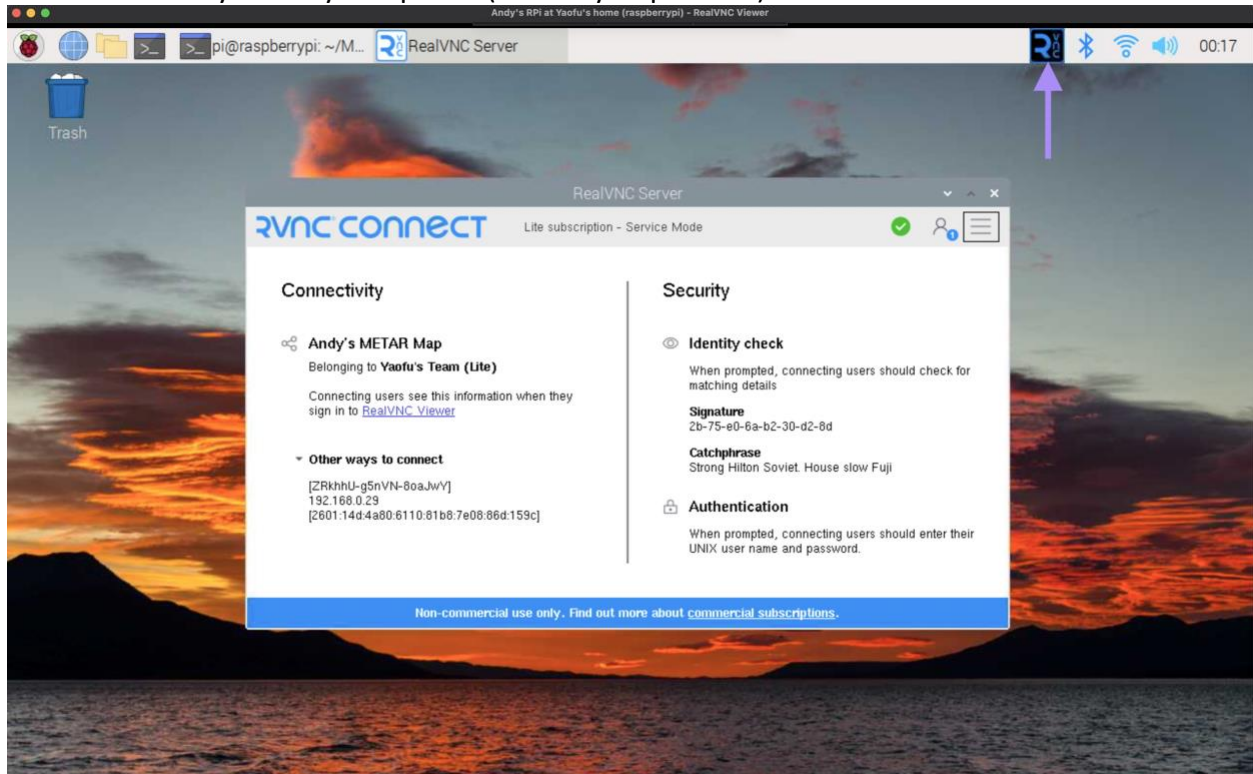 Andy's RPi at Yaofu's home (raspberrypi) - RealVNC Viewer
pi@raspberrypi: ~/M... RealVNC Server 00:17
Trash
RealVNC Server
RVNC CONNECT Lite subscription - Service Mode
1
Connectivity
Andy's METAR Map
Belonging to Yaofu's Team (Lite)
Connecting users see this information when they
sign in to RealVNC Viewer
Other ways to connect
[ZRkhhU-g5nVN-8oaJwY]
192.168.0.29
[2601:14d:4a80:6110:81b8:7e08:86d:159c]
Security
Identity check
When prompted, connecting users should check for
matching details
Signature
2b-75-e0-6a-b2-30-d2-8d
Catchphrase
Strong Hilton Soviet. House slow Fuji
Authentication
When prompted, connecting users should enter their
UNIX user name and password.
Non-commercial use only. Find out more about commercial subscriptions.